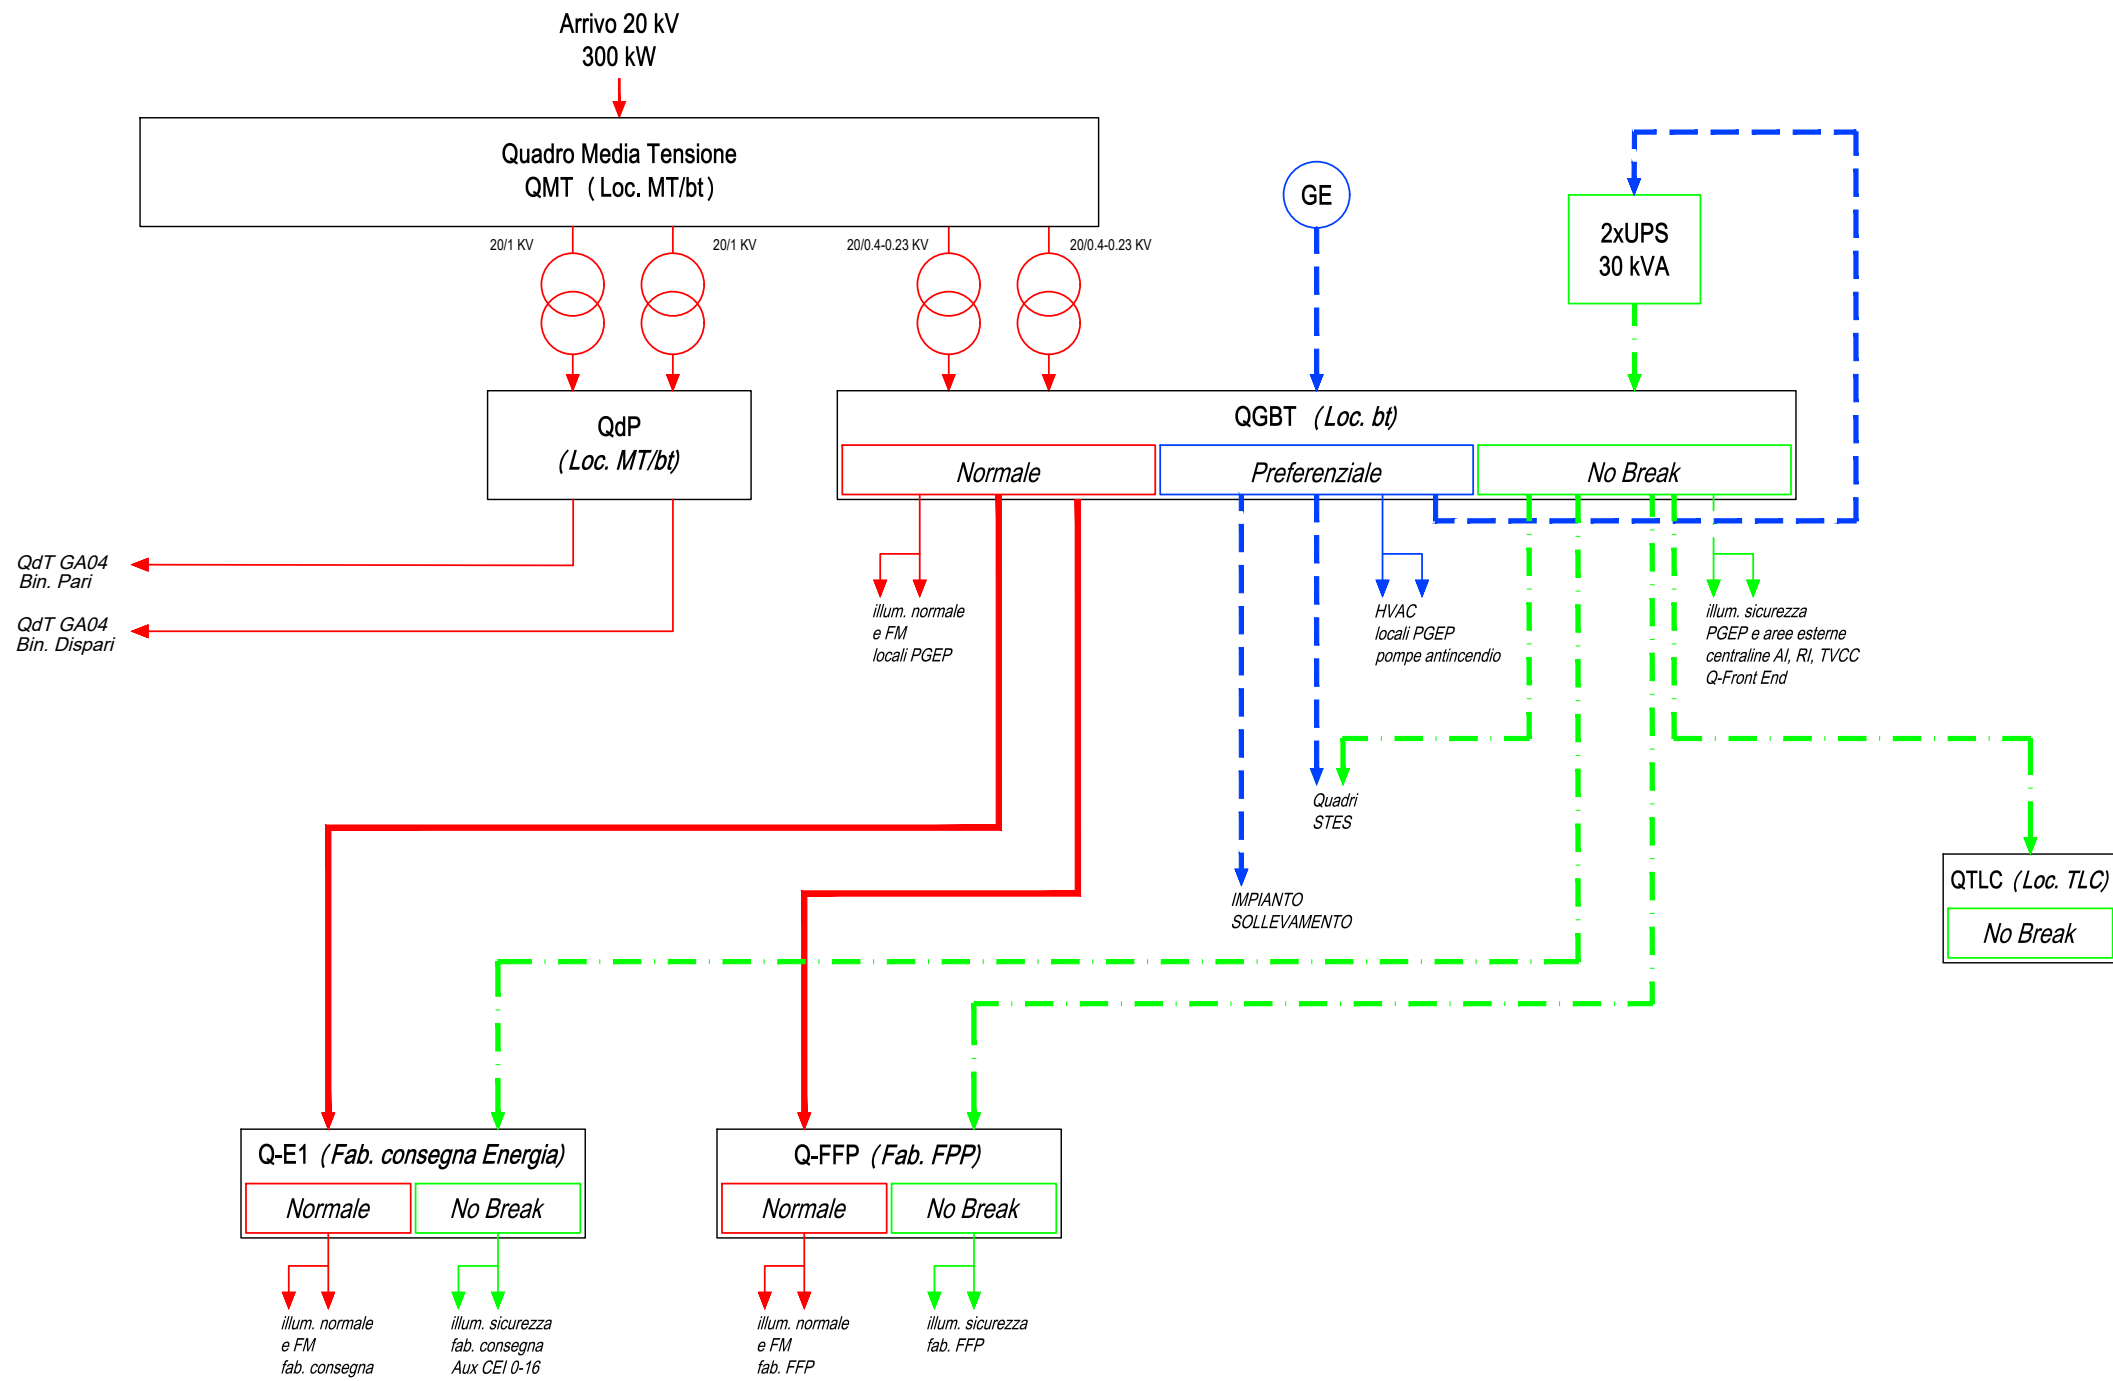 Arrivo 20 kV
300 kW
Quadro Media Tensione
QMT (Loc. MT/bt)
20/1 KV
20/1 KV
20/0.4-0.23 KV
20/0.4-0.23 KV
GE
2xUPS
30 kVA
QdP
(Loc. MT/bt)
QGBT (Loc. bt)
Normale
Preferenziale
No Break
QdT GA04
Bin. Pari
QdT GA04
Bin. Dispari
illum. normale
e FM
locali PGEP
HVAC
locali PGEP
pompe antincendio
illum. sicurezza
PGEP e aree esterne
centraline AI, RI, TVCC
Q-Front End
Quadri
STES
IMPIANTO
SOLLEVAMENTO
QTLC (Loc. TLC)
No Break
Q-E1 (Fab. consegna Energia)
Normale
No Break
Q-FFP (Fab. FPP)
Normale
No Break
illum. normale
e FM
fab. consegna
illum. sicurezza
fab. consegna
Aux CEI 0-16
illum. normale
e FM
fab. FFP
illum. sicurezza
fab. FFP